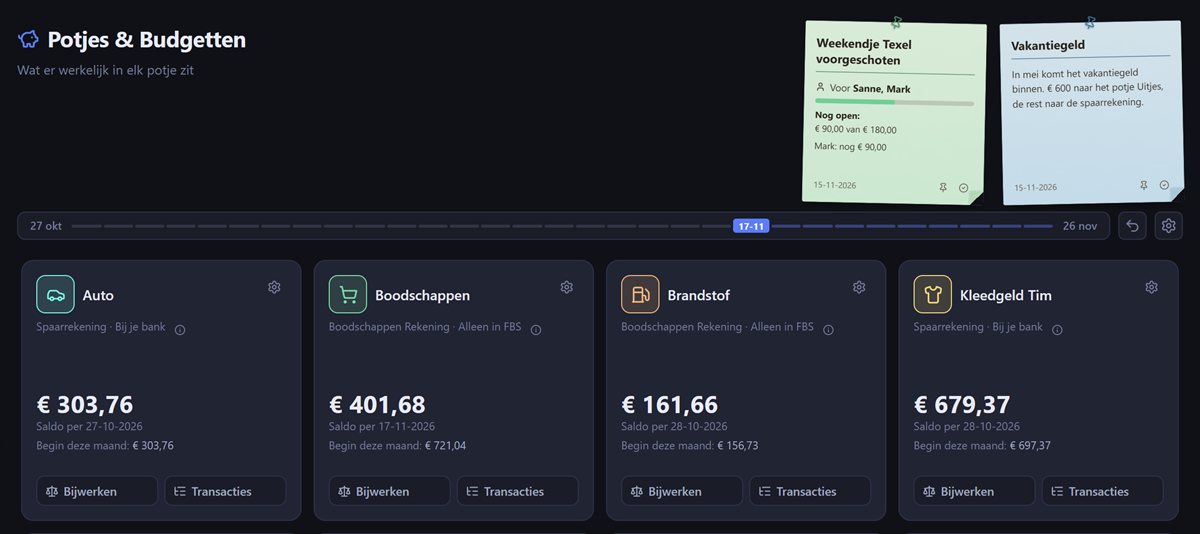 Potjes & Budgetten
Wat er werkelijk in elk potje zit
Weekendje Texel
voorgeschoten
Voor Sanne, Mark
Nog open:
€ 90,00 van € 180,00
Mark: nog € 90,00
15-11-2026
Vakantiegeld
In mei komt het vakantiegeld
binnen. € 600 naar het potje Uitjes,
de rest naar de spaarrekening.
15-11-2026
27 okt
17-11
26 nov
Auto
Spaarrekening · Bij je bank
€ 303,76
Saldo per 27-10-2026
Begin deze maand: € 303,76
Bijwerken
Transacties
Boodschappen
Boodschappen Rekening · Alleen in FBS
€ 401,68
Saldo per 17-11-2026
Begin deze maand: € 721,04
Bijwerken
Transacties
Brandstof
Boodschappen Rekening · Alleen in FBS
€ 161,66
Saldo per 28-10-2026
Begin deze maand: € 156,73
Bijwerken
Transacties
Kleedgeld Tim
Spaarrekening · Bij je bank
€ 679,37
Saldo per 28-10-2026
Begin deze maand: € 697,37
Bijwerken
Transacties